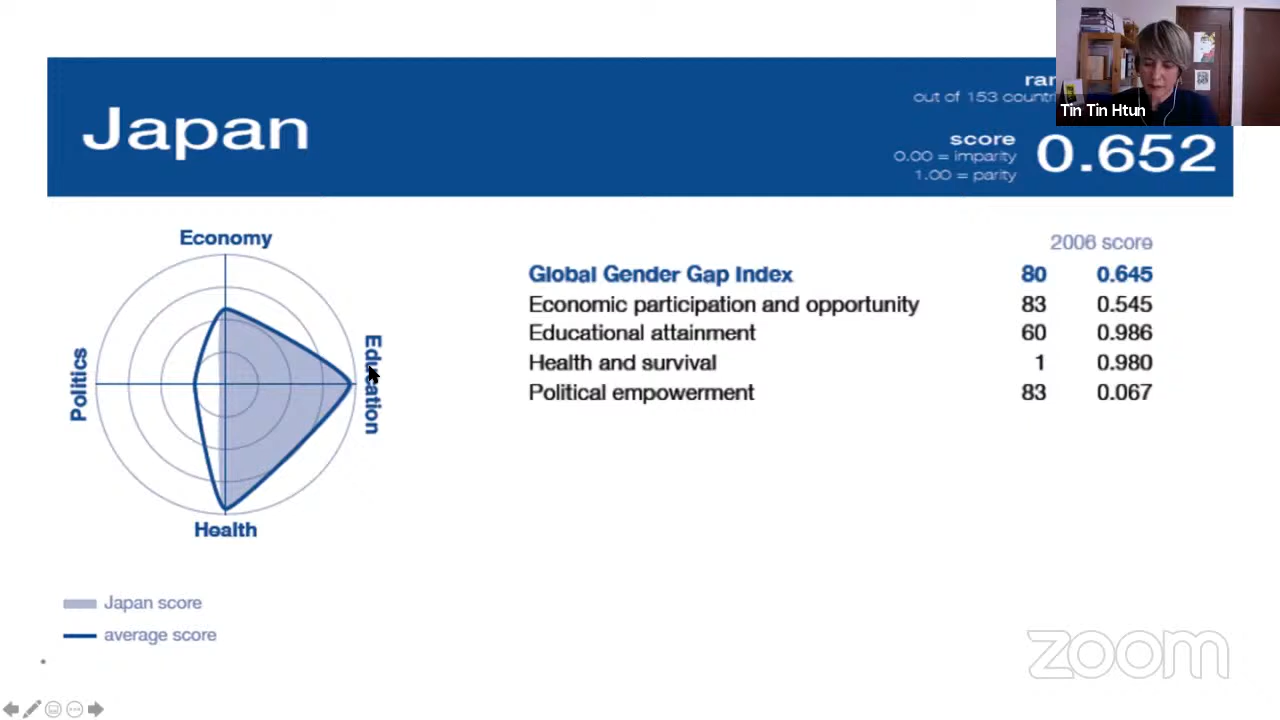 Japan
out of 153
score
0.00 = imparity
1.00 = parity
0.652
Tin Tin Htun
Economy
Politics
Education
Health
2006 score
Global Gender Gap Index 80 0.645
Economic participation and opportunity 83 0.545
Educational attainment 60 0.986
Health and survival 1 0.980
Political empowerment 83 0.067
Japan score
average score
zoom